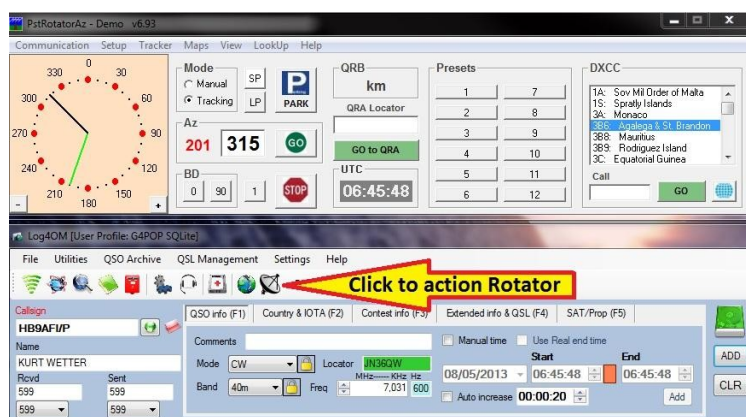 PstRotatorAz - Demo v6.93
Communication Setup Tracker Maps View LookUp Help
0
330 30
300 60
270 90
240 120
210 150
180
- +
Mode
Manual SP
Tracking LP
P
PARK
Az
201 315 GO
BD
0 90 1 STOP
QRB
km
QRA Locator
GO to QRA
UTC
06:45:48
Presets
1 7
2 8
3 9
4 10
5 11
6 12
DXCC
1A: Sov Mil Order of Malta
1S: Spratly Islands
3A: Monaco
3B6: Agalega & St. Brandon
3B8: Mauritius
3B9: Rodriguez Island
3C: Equatorial Guinea
Call
GO
Log4OM [User Profile: G4POP SQLite]
File Utilities QSO Archive QSL Management Settings Help
Click to action Rotator
Callsign
HB9AFI/P
Name
KURT WETTER
Rcvd Sent
599 599
599 599
QSO info (F1) Country & IOTA (F2) Contest info (F3) Extended info & QSL (F4) SAT/Prop (F5)
Comments
Mode CW Locator JN36QW
MHz------ KHz Hz
Band 40m Freq 7,031 600
Manual time Use Real end time
Start End
08/05/2013 06:45:48 06:45:48
Auto increase 00:00:20 Add
ADD
CLR